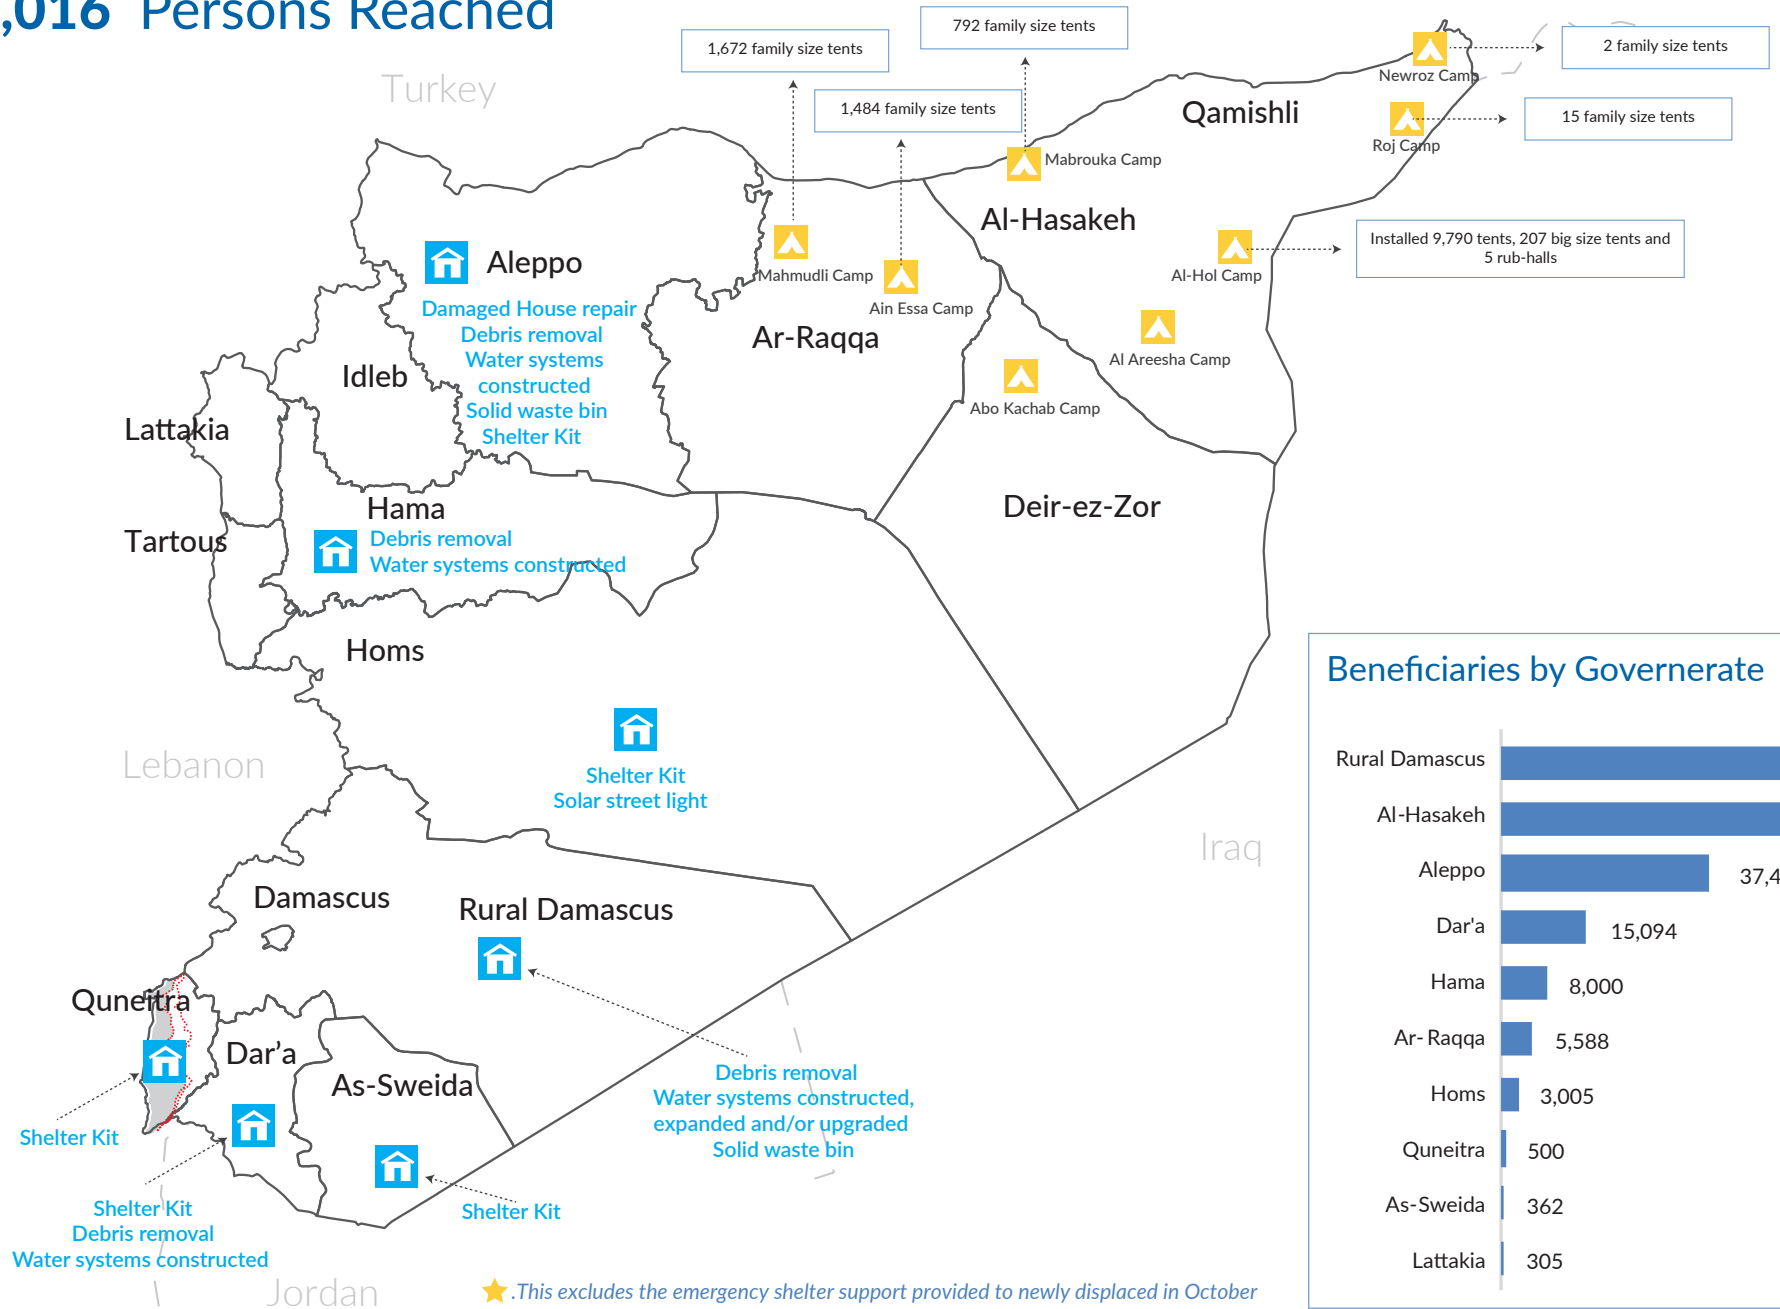 ,016 Persons Reached
792 family size tents
1,672 family size tents
2 family size tents
Turkey
Newroz Camp
1,484 family size tents
Qamishli
15 family size tents
Roj Camp
Mabrouka Camp
Al-Hasakeh
Installed 9,790 tents, 207 big size tents and
5 rub-halls
Aleppo
Mahmudli Camp
Al-Hol Camp
Ain Essa Camp
Damaged House repair
Debris removal
Water systems
constructed
Solid waste bin
Shelter Kit
Ar-Raqqa
Al Areesha Camp
Idleb
Abo Kachab Camp
Lattakia
Hama
Deir-ez-Zor
Tartous
Debris removal
Water systems constructed
Homs
Lebanon
Shelter Kit
Solar street light
Iraq
Damascus
Rural Damascus
Quneitra
Dar’a
As-Sweida
Debris removal
Water systems constructed,
expanded and/or upgraded
Solid waste bin
Shelter Kit
Shelter Kit
Debris removal
Water systems constructed
Shelter Kit
Jordan
.This excludes the emergency shelter support provided to newly displaced in October
Beneficiaries by Governerate
Rural Damascus
Al-Hasakeh
Aleppo 37,4
Dar'a 15,094
Hama 8,000
Ar- Raqqa 5,588
Homs 3,005
Quneitra 500
As-Sweida 362
Lattakia 305